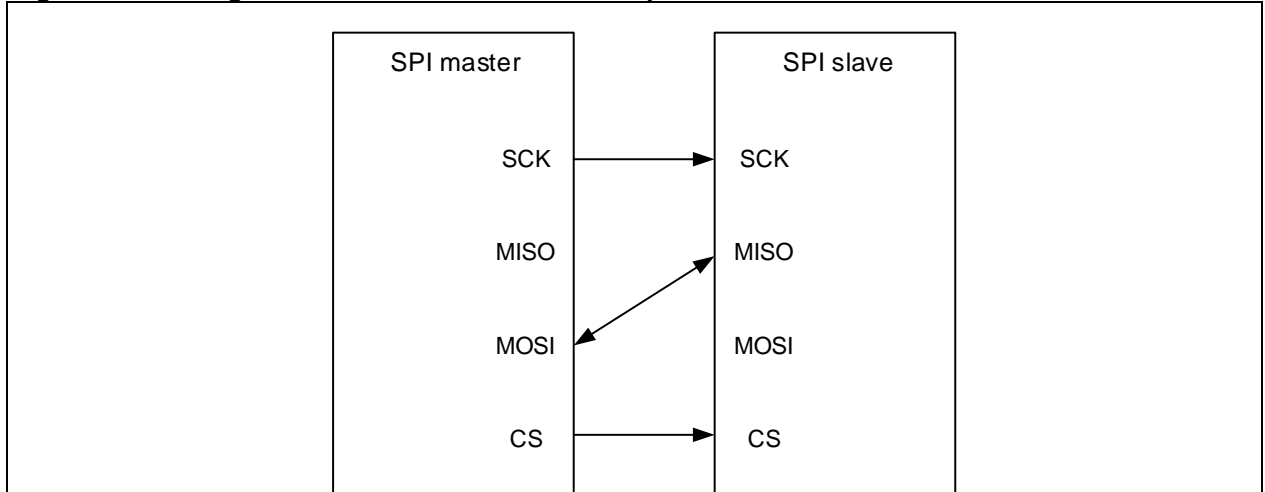 SPI master SPI slave
SCK SCK
MISO MISO
MOSI MOSI
CS CS